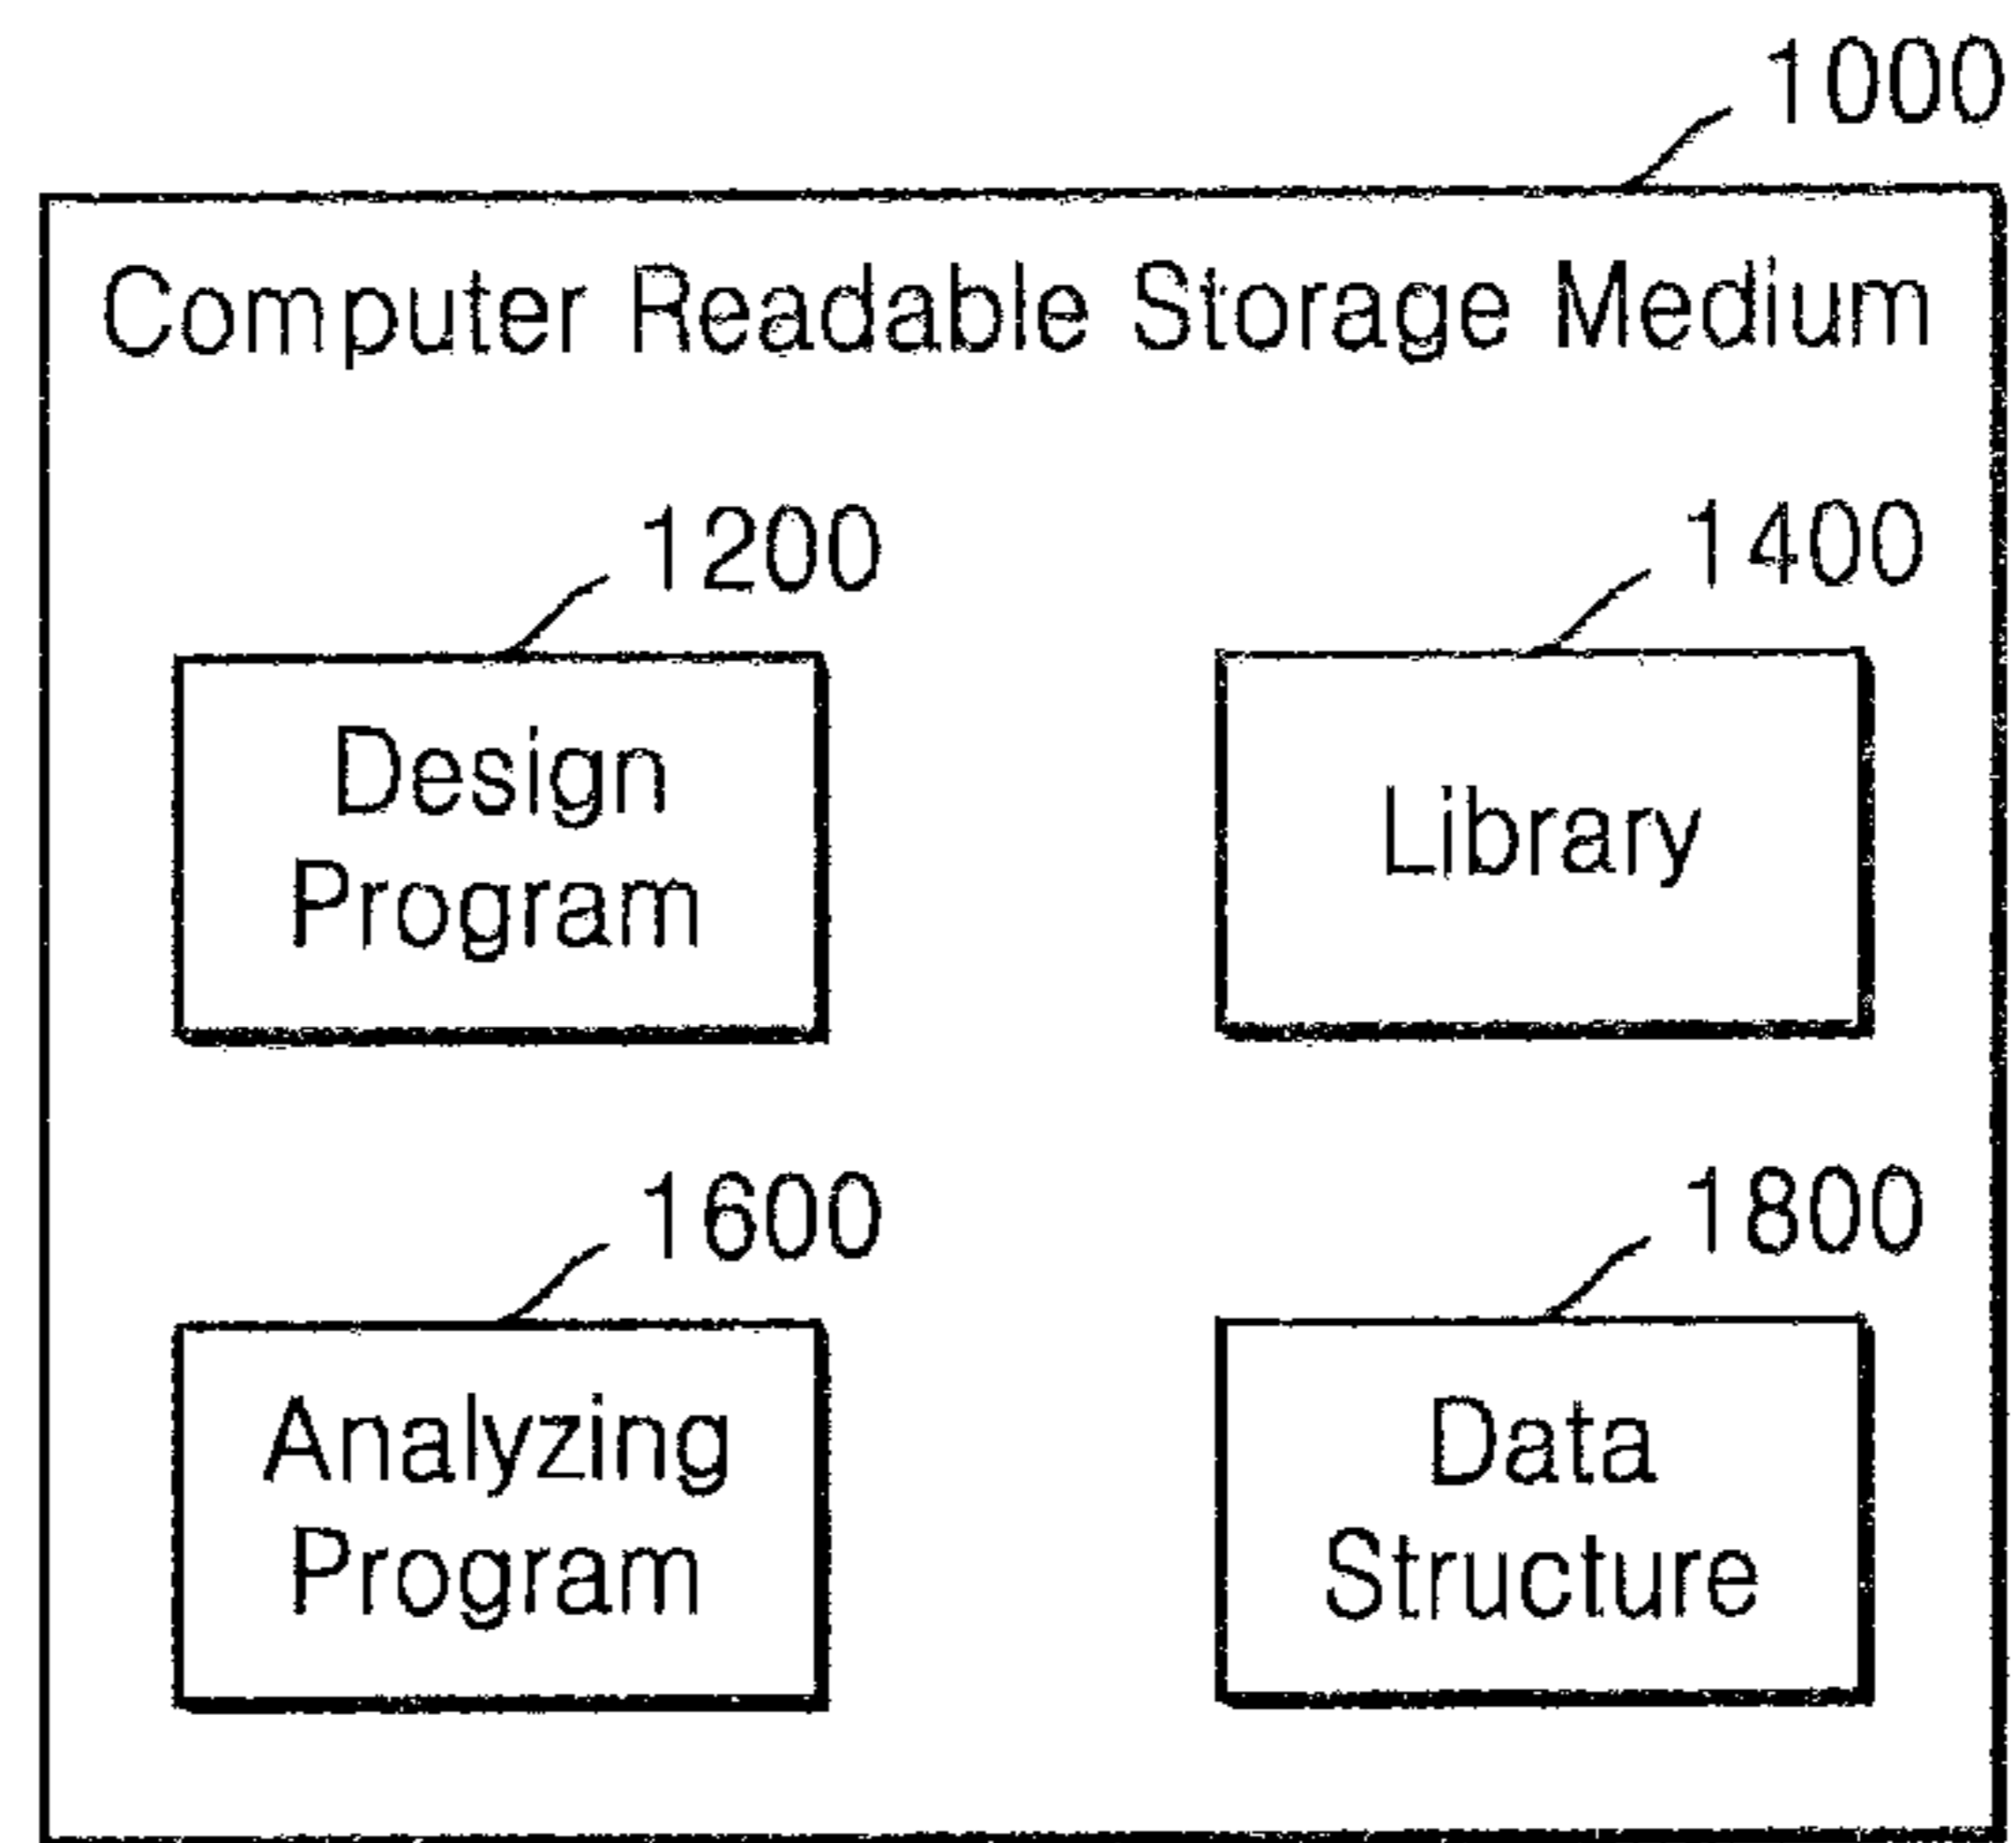 1000
Computer Readable Storage Medium
1200
1400
Design
Program
Library
1600
1800
Analyzing
Program
Data
Structure